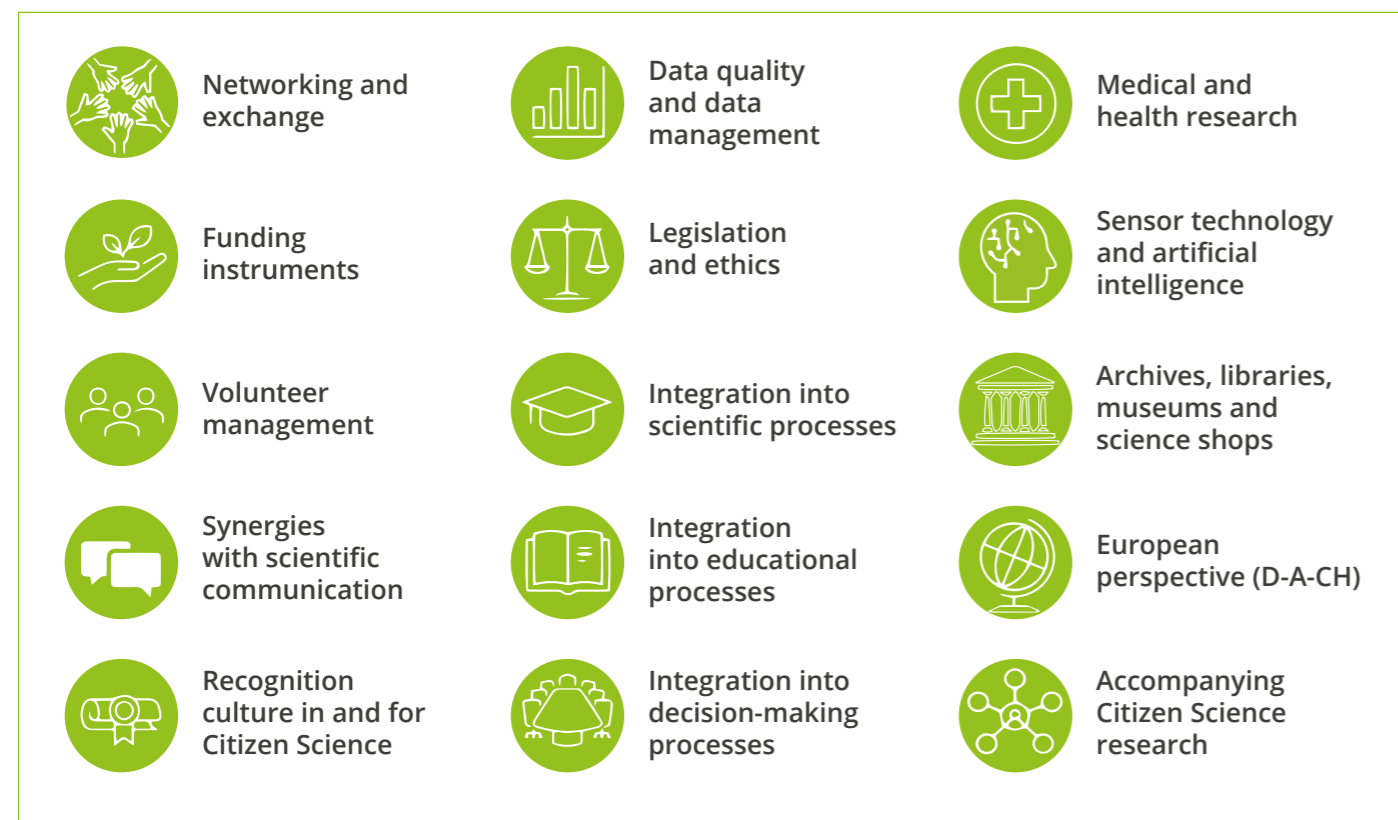 Networking and
exchange
Funding
instruments
Volunteer
management
Synergies
with scientific
communication
Recognition
culture in and for
Citizen Science
Data quality
and data
management
Legislation
and ethics
Integration into
scientific processes
Integration
into educational
processes
Integration into
decision-making
processes
Medical and
health research
Sensor technology
and artificial
intelligence
Archives, libraries,
museums and
science shops
European
perspective (D-A-CH)
Accompanying
Citizen Science
research